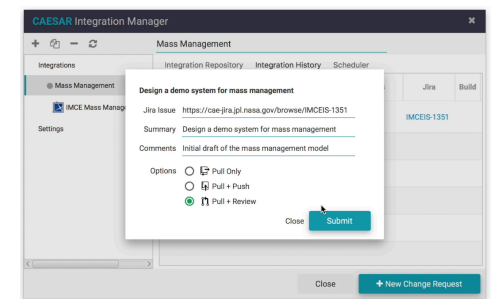 CAESAR Integration Manager
Mass Management
Integrations
Integration Repository Integration History Scheduler
Mass Management
Jira Build
IMCE Mass Manage
IMCEIS-1351
Settings
Design a demo system for mass management
Jira Issue https://cae-jira.jpl.nasa.gov/browse/IMCEIS-1351
Summary Design a demo system for mass management
Comments Initial draft of the mass management model
Options Pull Only
Pull + Push
Pull + Review
Close Submit
Close + New Change Request